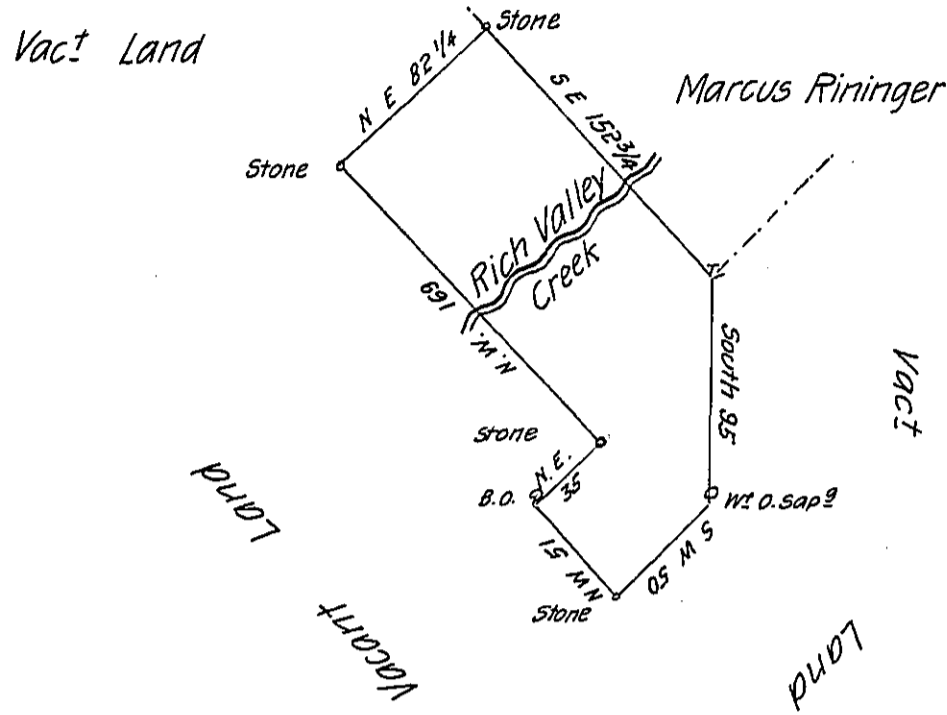 Vac.t Land
Stone
N E 82 1/4
S E 152 3/4
Marcus Rininger
Stone
Rich Valley
Creek
N.W. 169
South 95
Vac.t
Stone
N.E.
35
B.O.
W.t O. Sap.g
Land
NW 51
S W 50
Stone
Vacant
Land